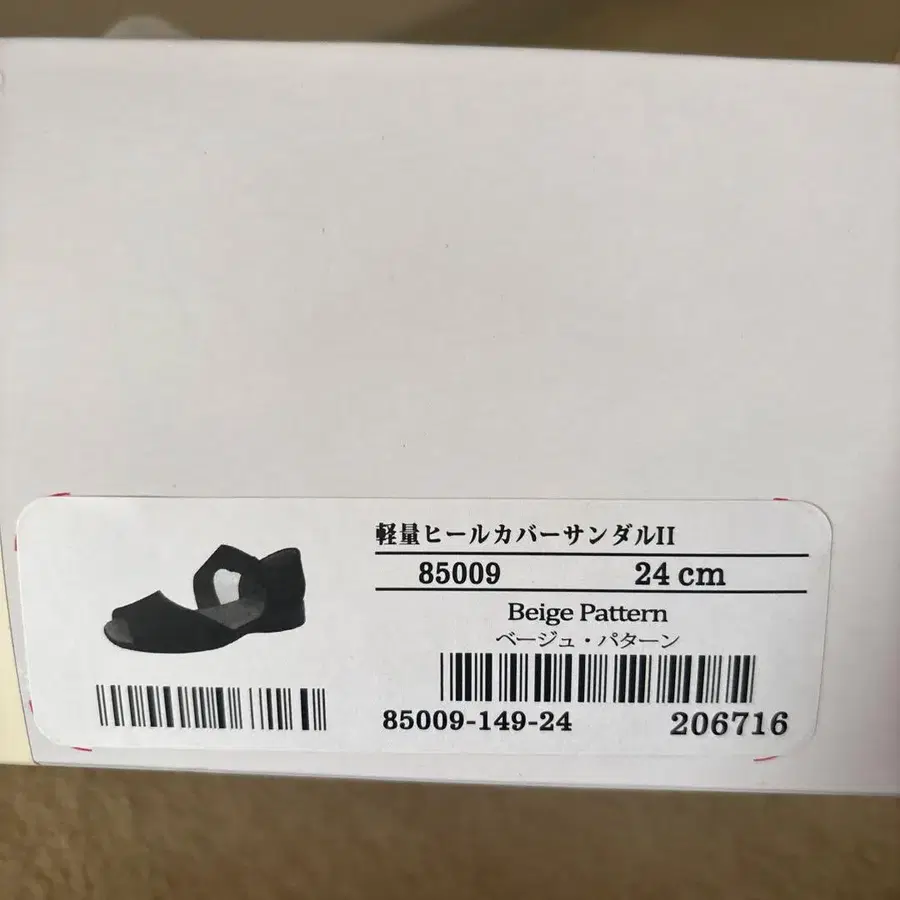 軽量ヒールカバーサンダルII
85009 24 cm
Beige Pattern
ベージュ・パターン
85009-149-24 206716